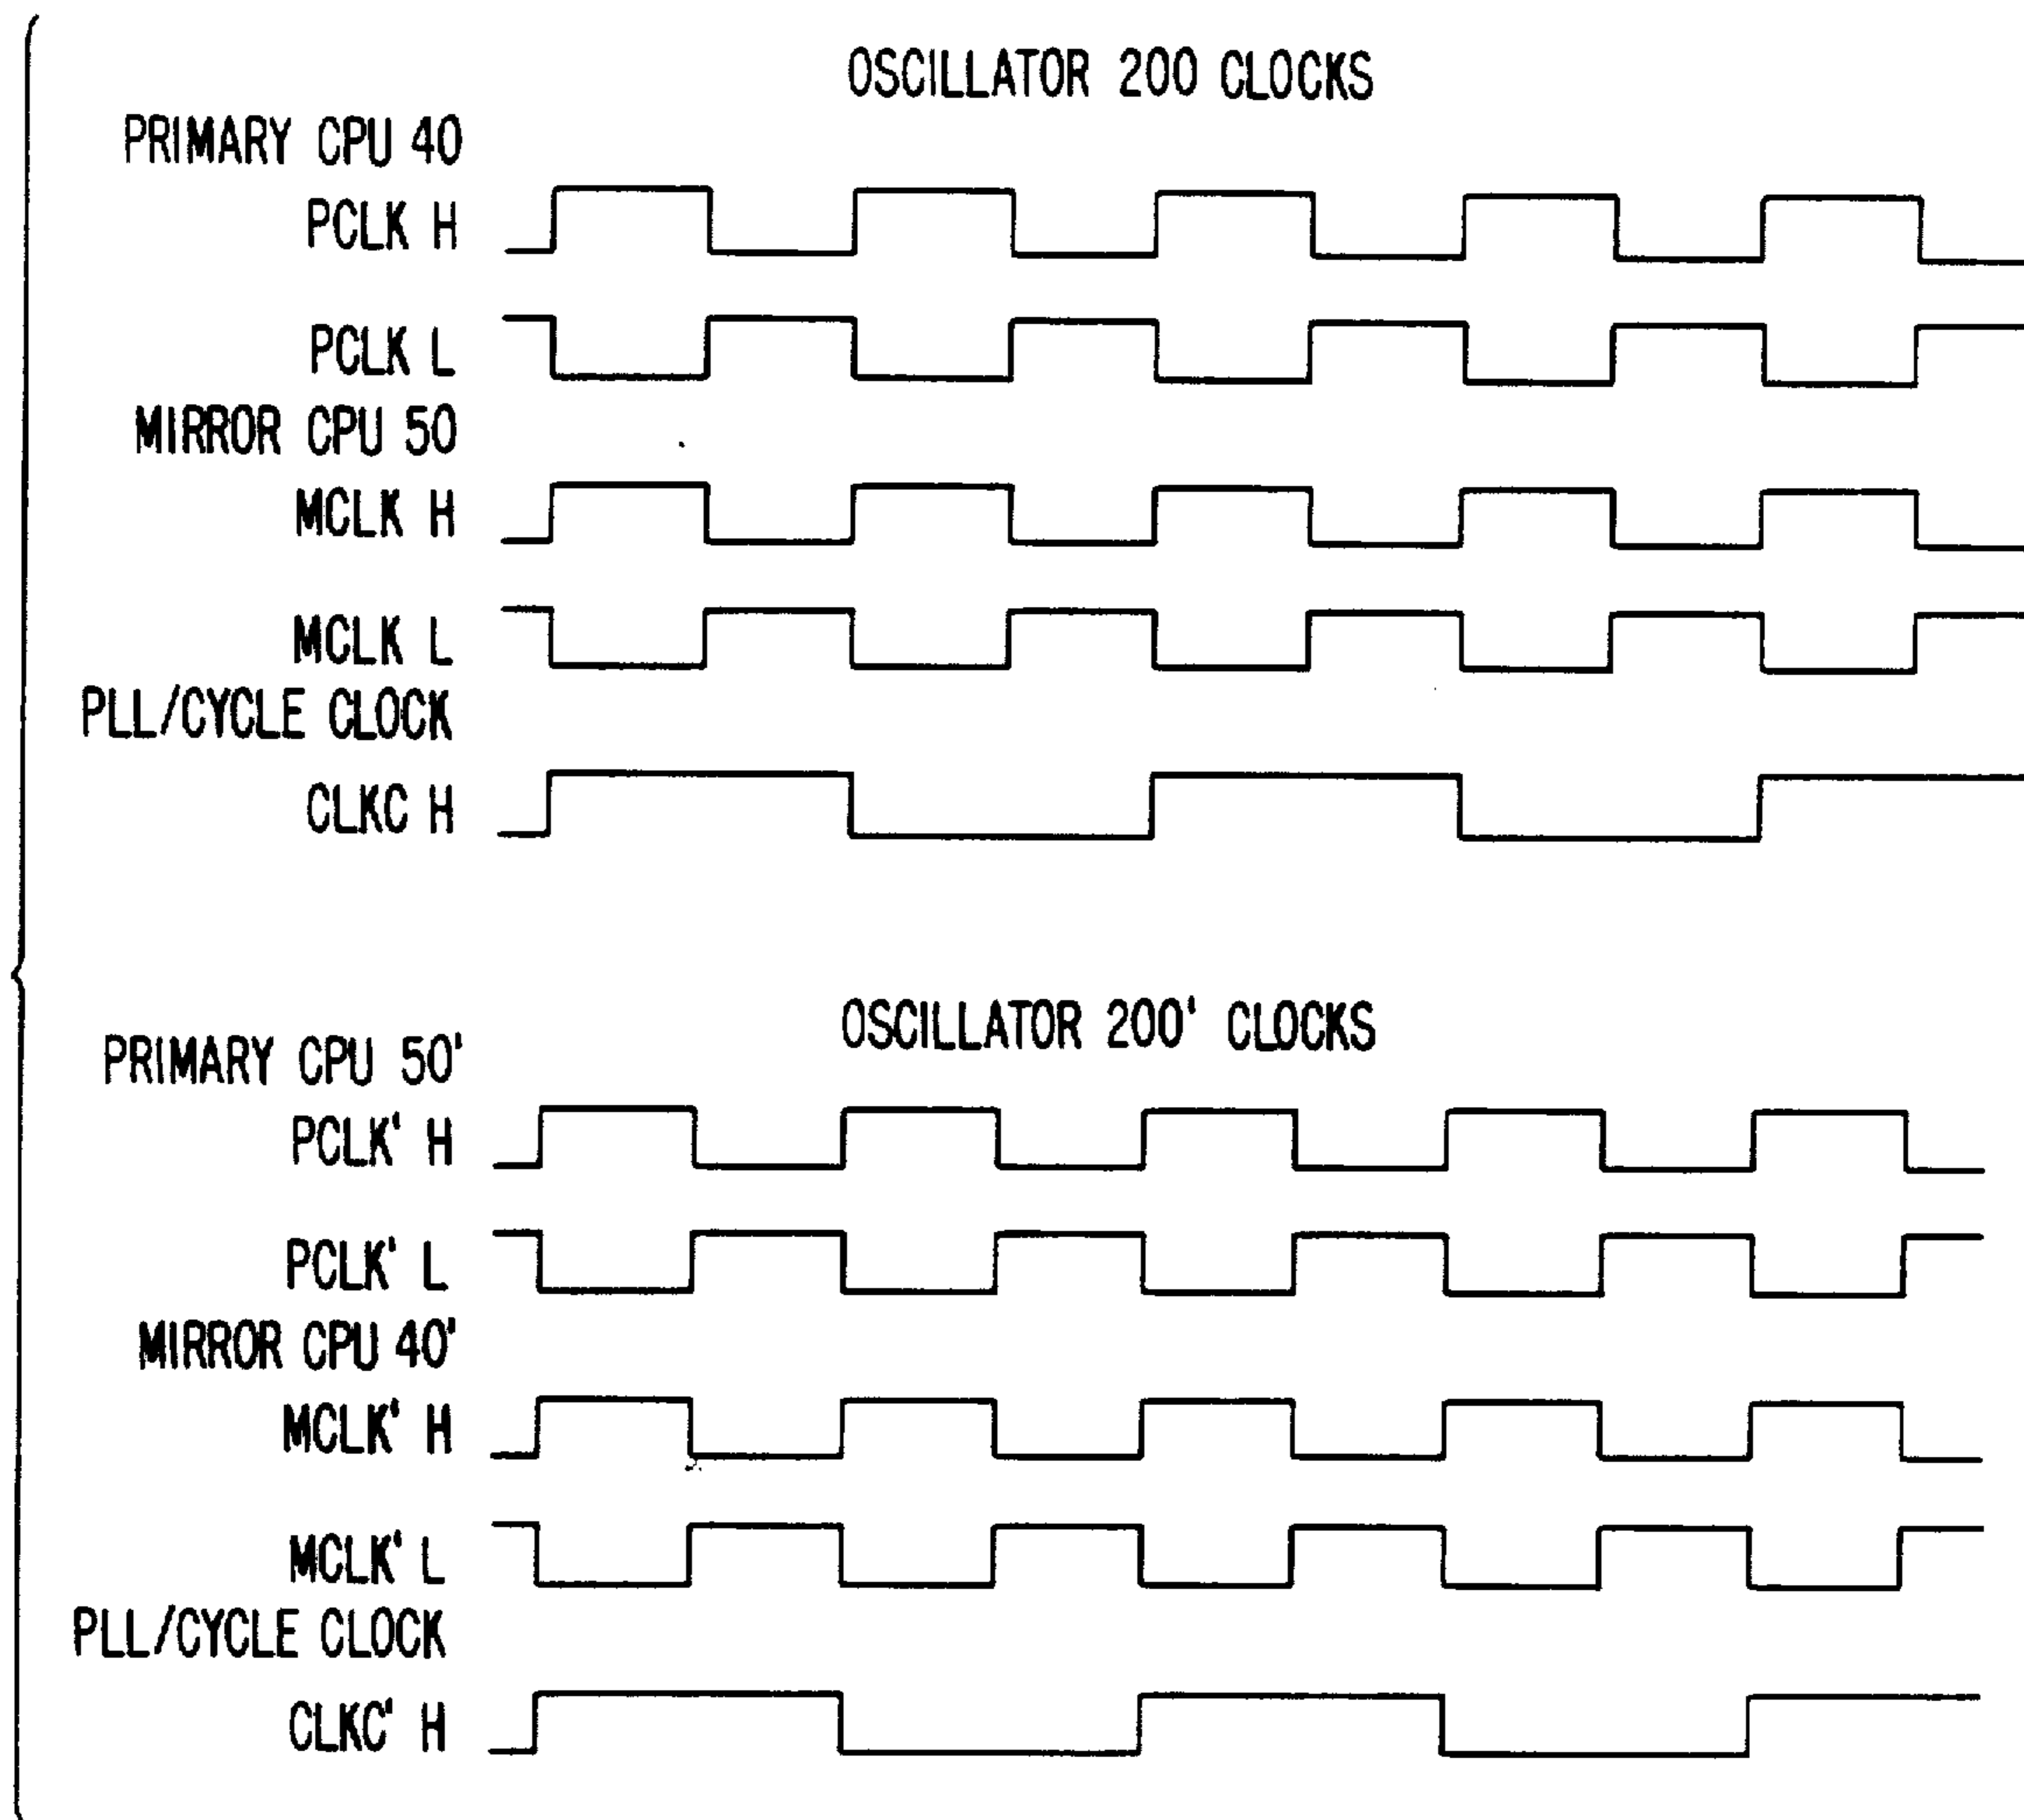 OSCILLATOR 200 CLOCKS
PRIMARY CPU 40
PCLK H
PCLK L
MIRROR CPU 50
MCLK H
MCLK L
PLL/CYCLE CLOCK
CLKC H
OSCILLATOR 200' CLOCKS
PRIMARY CPU 50'
PCLK' H
PCLK' L
MIRROR CPU 40'
MCLK' H
MCLK' L
PLL/CYCLE CLOCK
CLKC' H